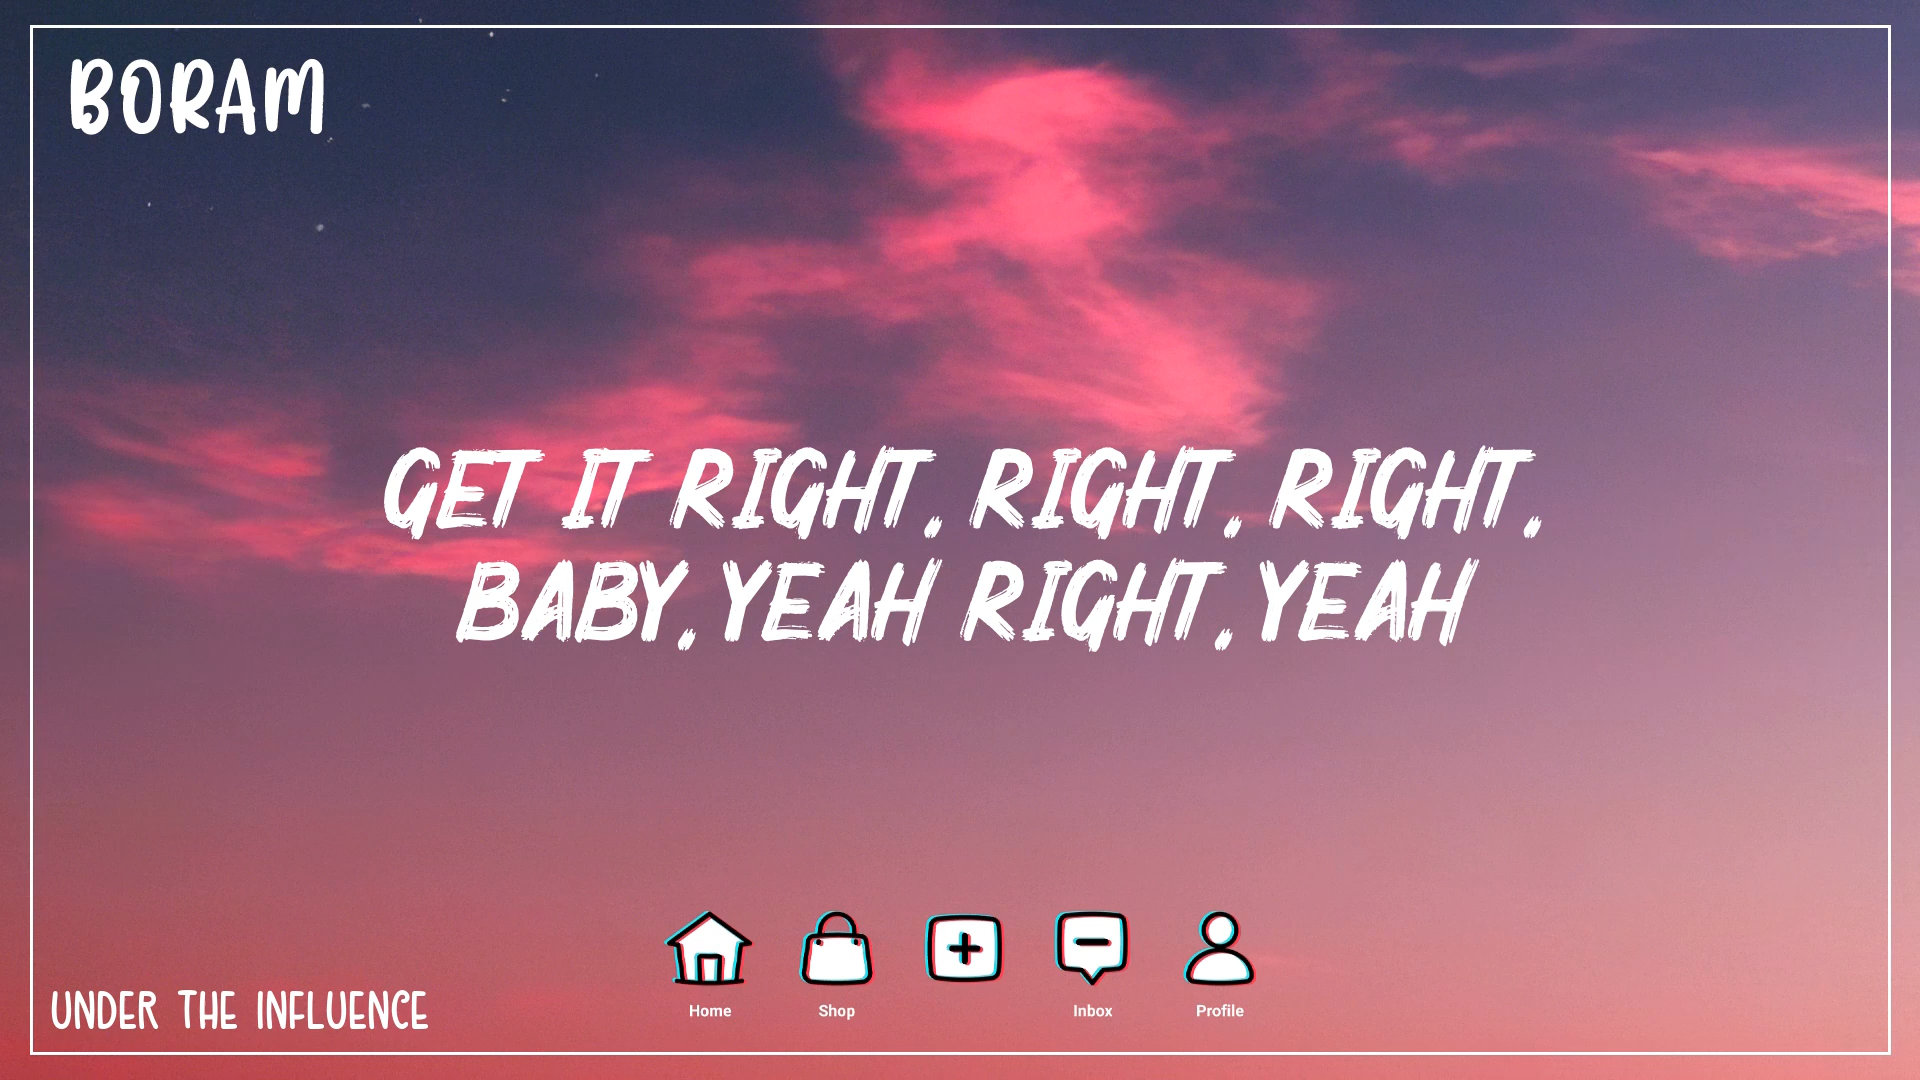 BORAM
GET IT RIGHT, RIGHT, RIGHT,
BABY,YEAH RIGHT,YEAH
Home Shop Inbox Profile
UNDER THE INFLUENCE